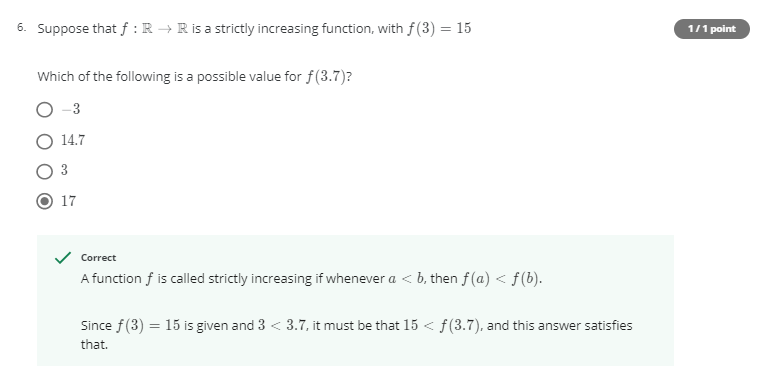 6. Suppose that f : ℝ → ℝ is a strictly increasing function, with f(3) = 15
1 / 1 point
Which of the following is a possible value for f(3.7)?
−3
14.7
3
17
Correct
A function f is called strictly increasing if whenever a < b, then f(a) < f(b).
Since f(3) = 15 is given and 3 < 3.7, it must be that 15 < f(3.7), and this answer satisfies
that.